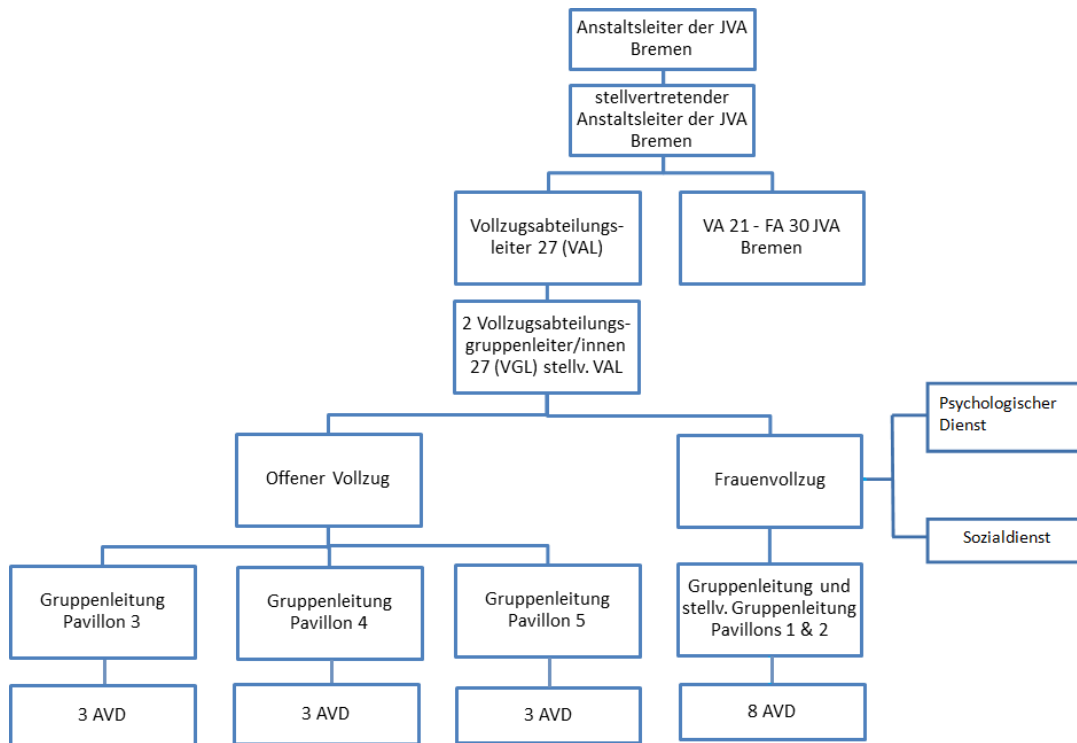 Anstaltsleiter der JVA
Bremen
stellvertretender
Anstaltsleiter der JVA
Bremen
Vollzugsabteilungs-
leiter 27 (VAL)
VA 21 - FA 30 JVA
Bremen
2 Vollzugsabteilungs-
gruppenleiter/innen
27 (VGL) stellv. VAL
Psychologischer
Dienst
Offener Vollzug
Frauenvollzug
Sozialdienst
Gruppenleitung
Pavillon 3
Gruppenleitung
Pavillon 4
Gruppenleitung
Pavillon 5
Gruppenleitung und
stellv. Gruppenleitung
Pavillons 1 & 2
3 AVD
3 AVD
3 AVD
8 AVD